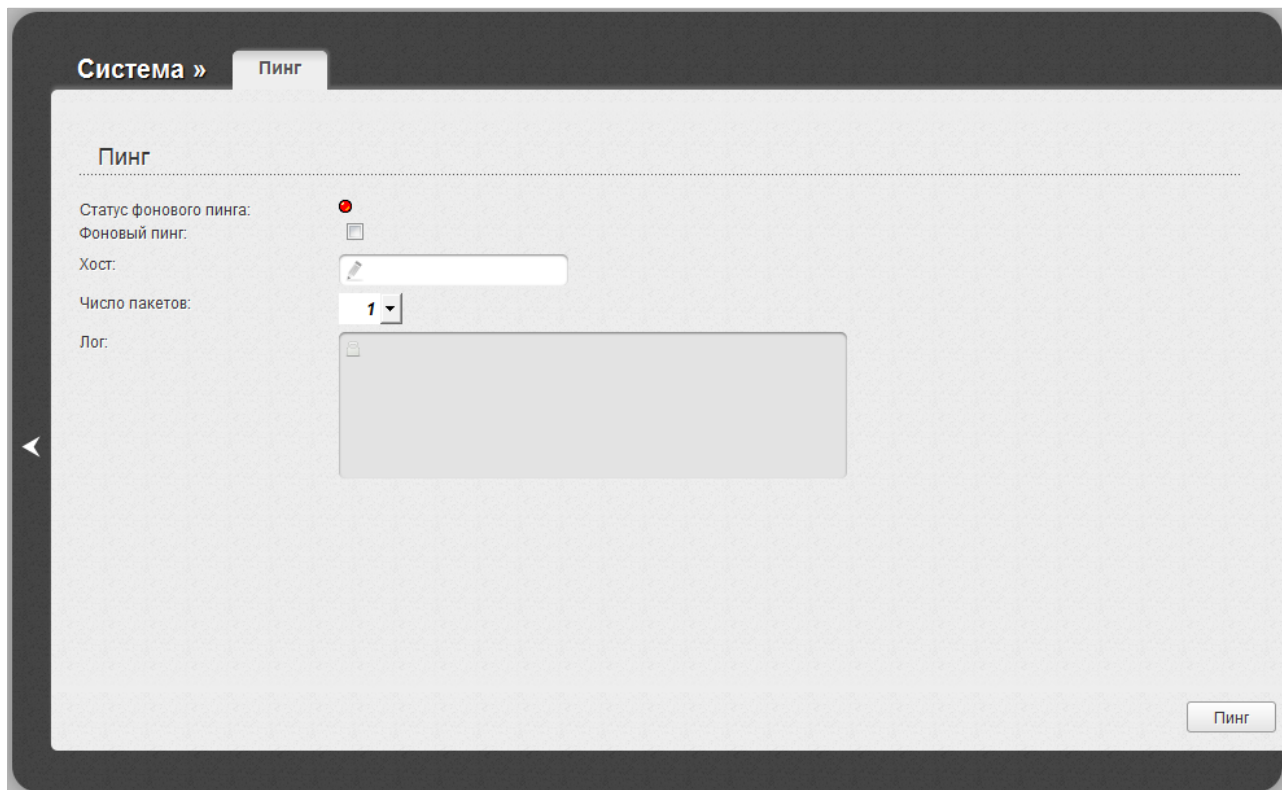 Система »
Пинг
Пинг
Статус фонового пинга:
Фоновый пинг:
Хост:
Число пакетов:
1
Лог:
Пинг